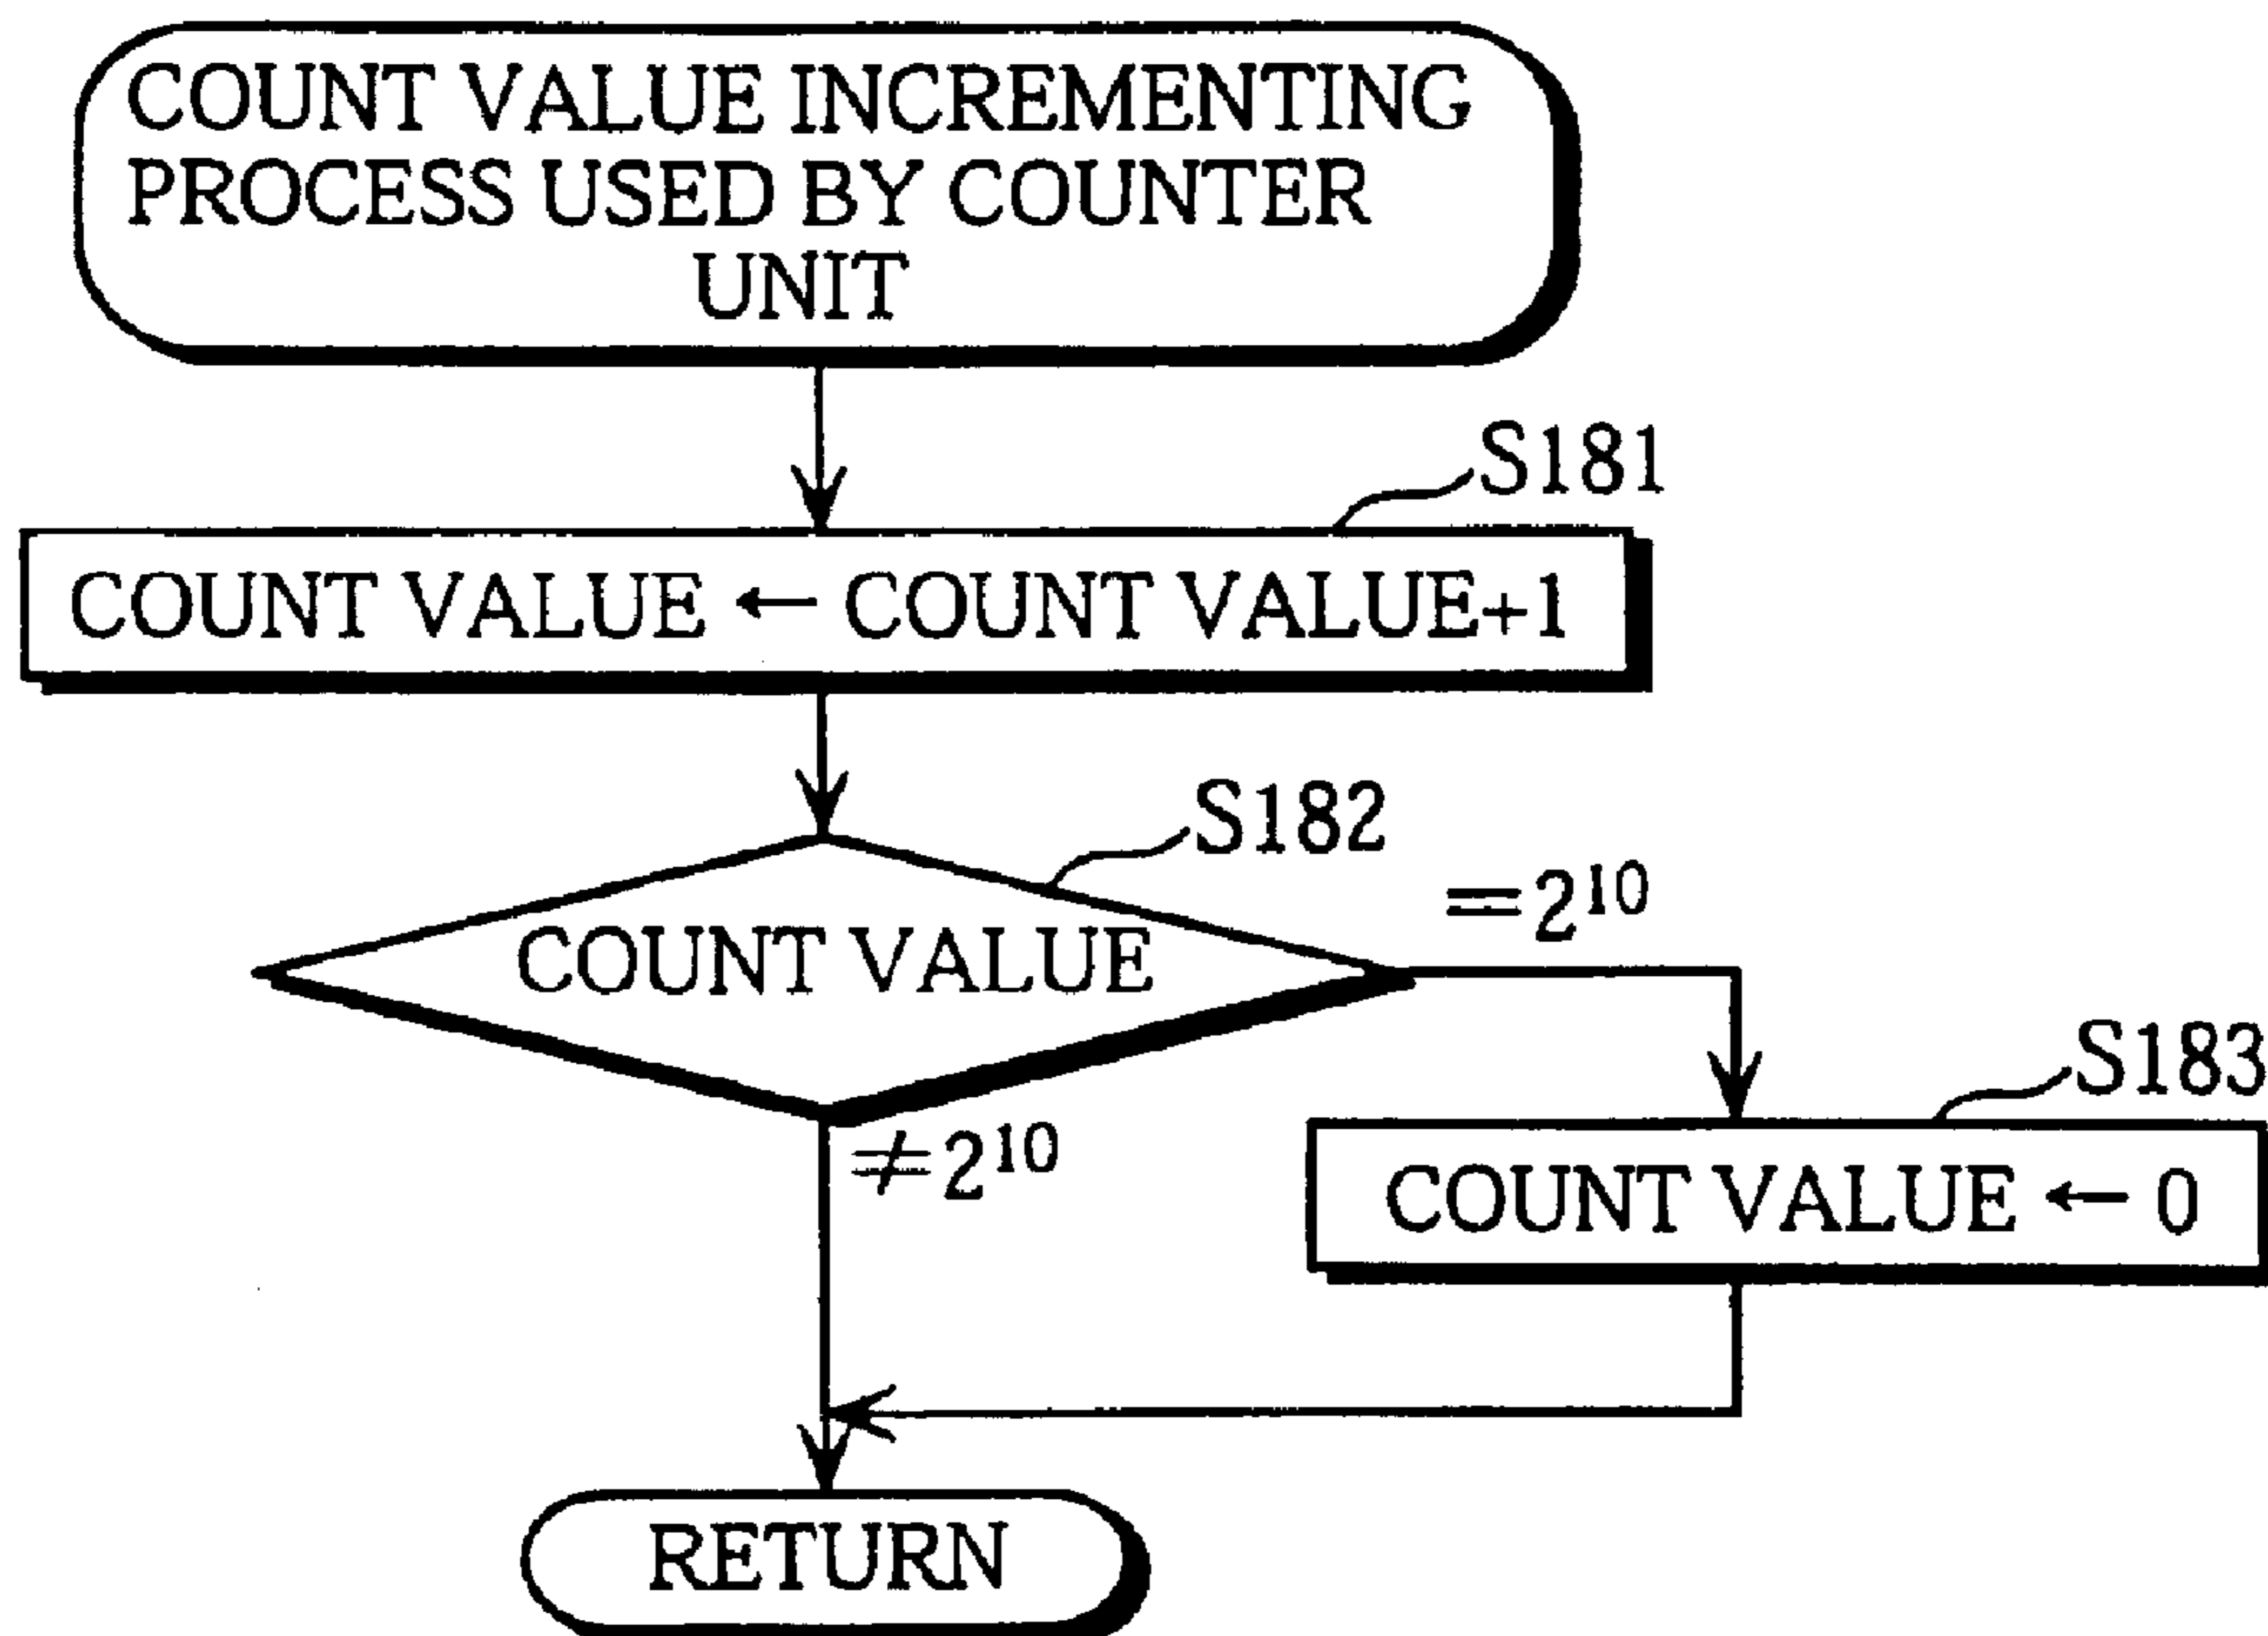 COUNT VALUE INCREMENTING
PROCESS USED BY COUNTER
UNIT
S181
COUNT VALUE ← COUNT VALUE+1
S182
=2¹⁰
COUNT VALUE
S183
≠2¹⁰
COUNT VALUE ← 0
RETURN